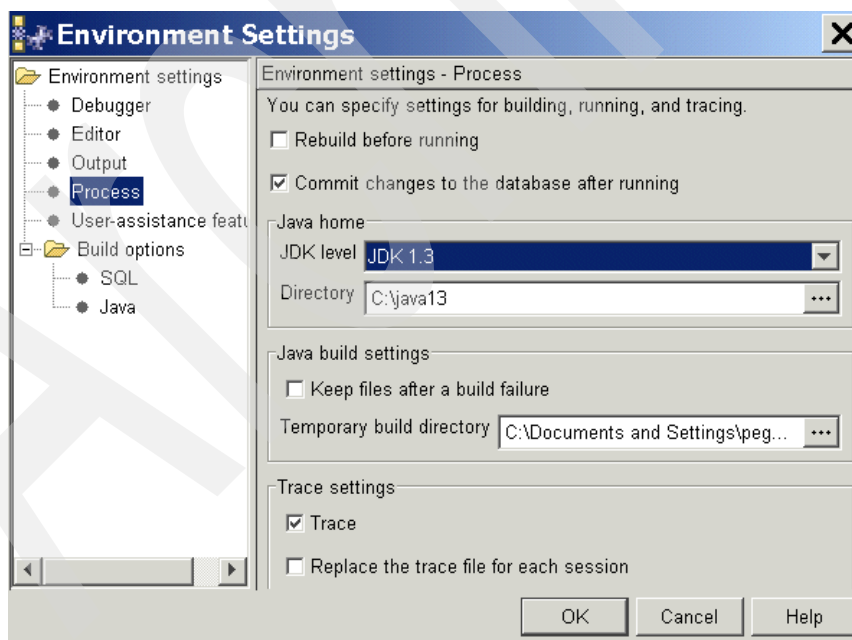 Environment Settings
Environment settings
Debugger
Editor
Output
Process
User-assistance featu
Build options
SQL
Java
Environment settings - Process
You can specify settings for building, running, and tracing.
Rebuild before running
Commit changes to the database after running
Java home
JDK level JDK 1.3
Directory C:\java13
Java build settings
Keep files after a build failure
Temporary build directory C:\Documents and Settings\peg...
Trace settings
Trace
Replace the trace file for each session
OK Cancel Help